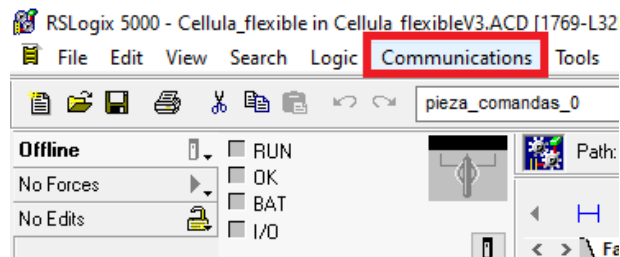 RSLogix 5000 - Cellula_flexible in Cellula_flexibleV3.ACD [1769-L32
File Edit View Search Logic Communications Tools
pieza_comandas_0
Offline RUN Path:
No Forces OK
BAT
No Edits I/O